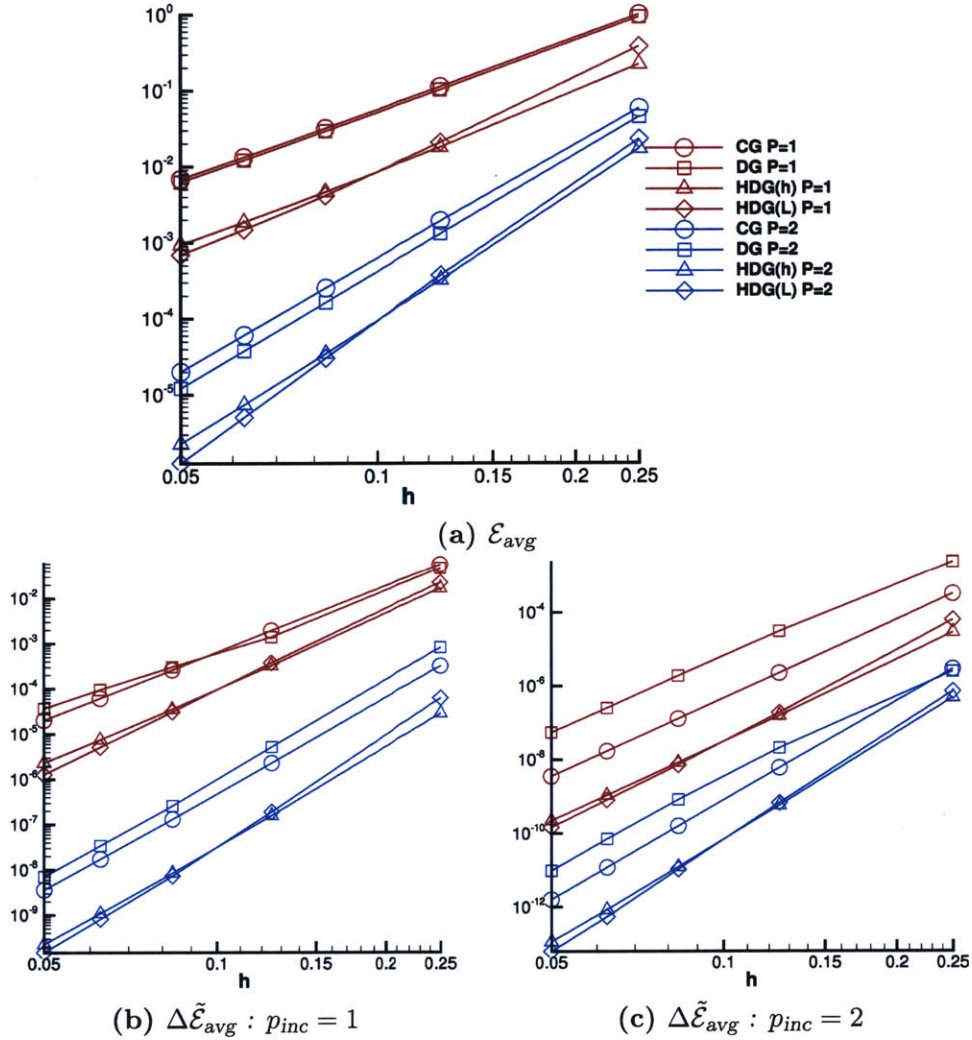 10⁰
10⁻¹
10⁻²
10⁻³
10⁻⁴
10⁻⁵
0.05 0.1 0.15 0.2 0.25
h
CG P=1
DG P=1
HDG(h) P=1
HDG(L) P=1
CG P=2
DG P=2
HDG(h) P=2
HDG(L) P=2
(a) ℰavg
10⁻²
10⁻³
10⁻⁴
10⁻⁵
10⁻⁶
10⁻⁷
10⁻⁸
10⁻⁹
0.05 0.1 0.15 0.2 0.25
h
(b) Δℰ̃avg : pinc = 1
10⁻⁴
10⁻⁶
10⁻⁸
10⁻¹⁰
10⁻¹²
0.05 0.1 0.15 0.2 0.25
h
(c) Δℰ̃avg : pinc = 2